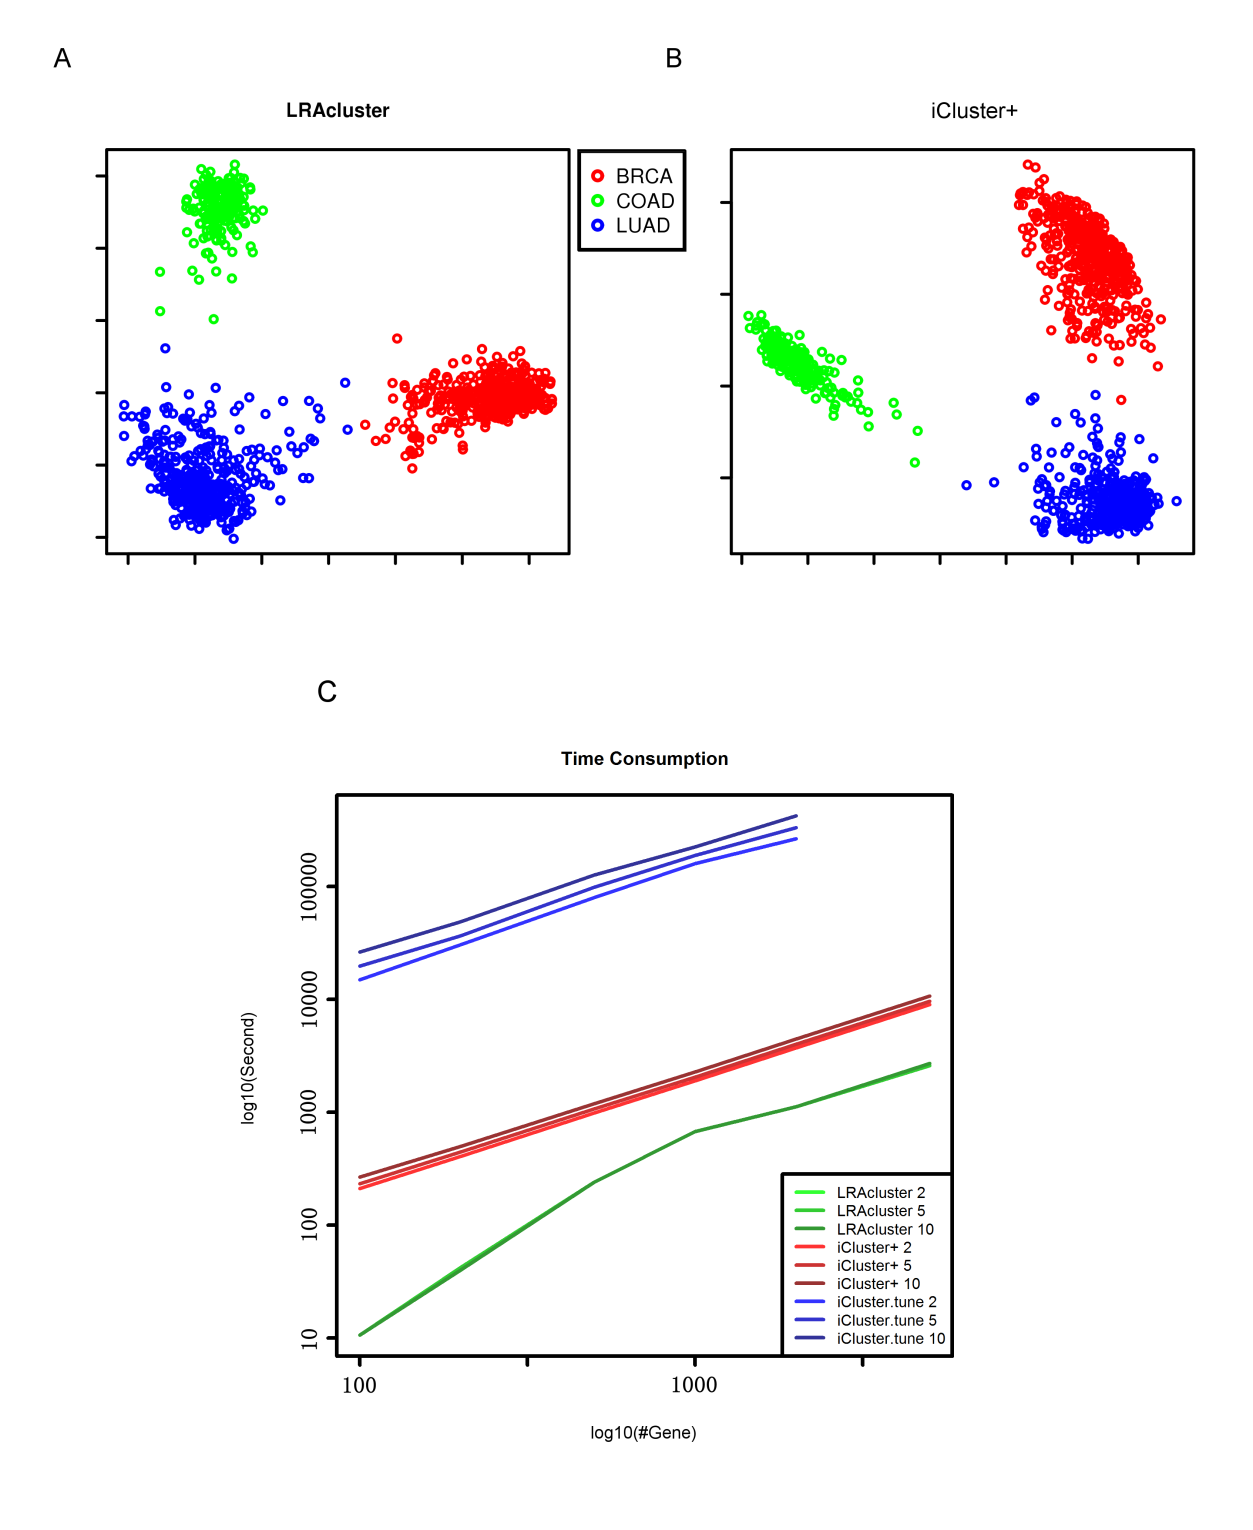 A
B
LRAcluster
iCluster+
BRCA
COAD
LUAD
C
Time Consumption
log10(Second)
100000
10000
1000
100
10
LRAcluster 2
LRAcluster 5
LRAcluster 10
iCluster+ 2
iCluster+ 5
iCluster+ 10
iCluster.tune 2
iCluster.tune 5
iCluster.tune 10
100
1000
log10(#Gene)